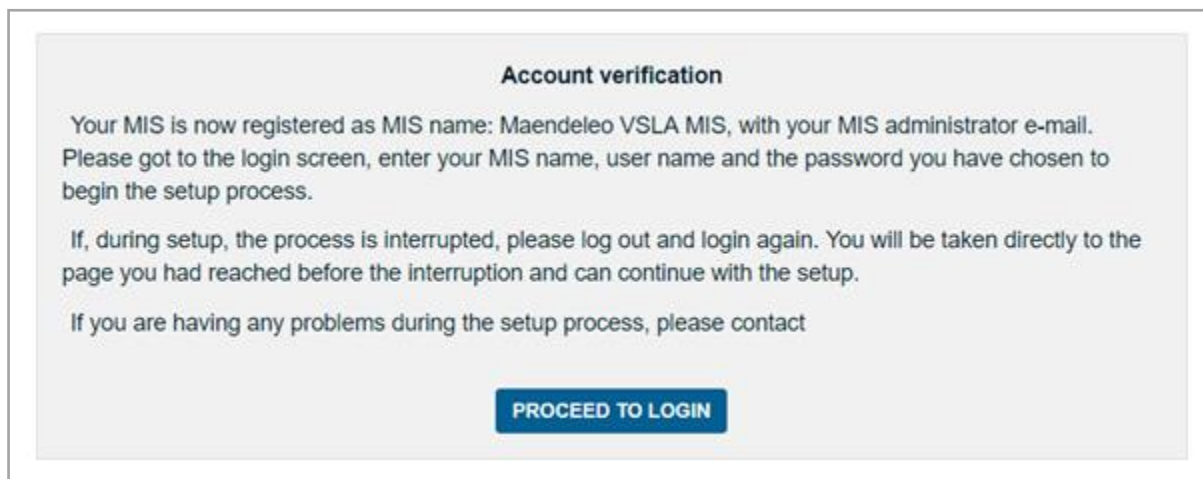 Account verification
Your MIS is now registered as MIS name: Maendeleo VSLA MIS, with your MIS administrator e-mail.
Please got to the login screen, enter your MIS name, user name and the password you have chosen to
begin the setup process.
If, during setup, the process is interrupted, please log out and login again. You will be taken directly to the
page you had reached before the interruption and can continue with the setup.
If you are having any problems during the setup process, please contact
PROCEED TO LOGIN